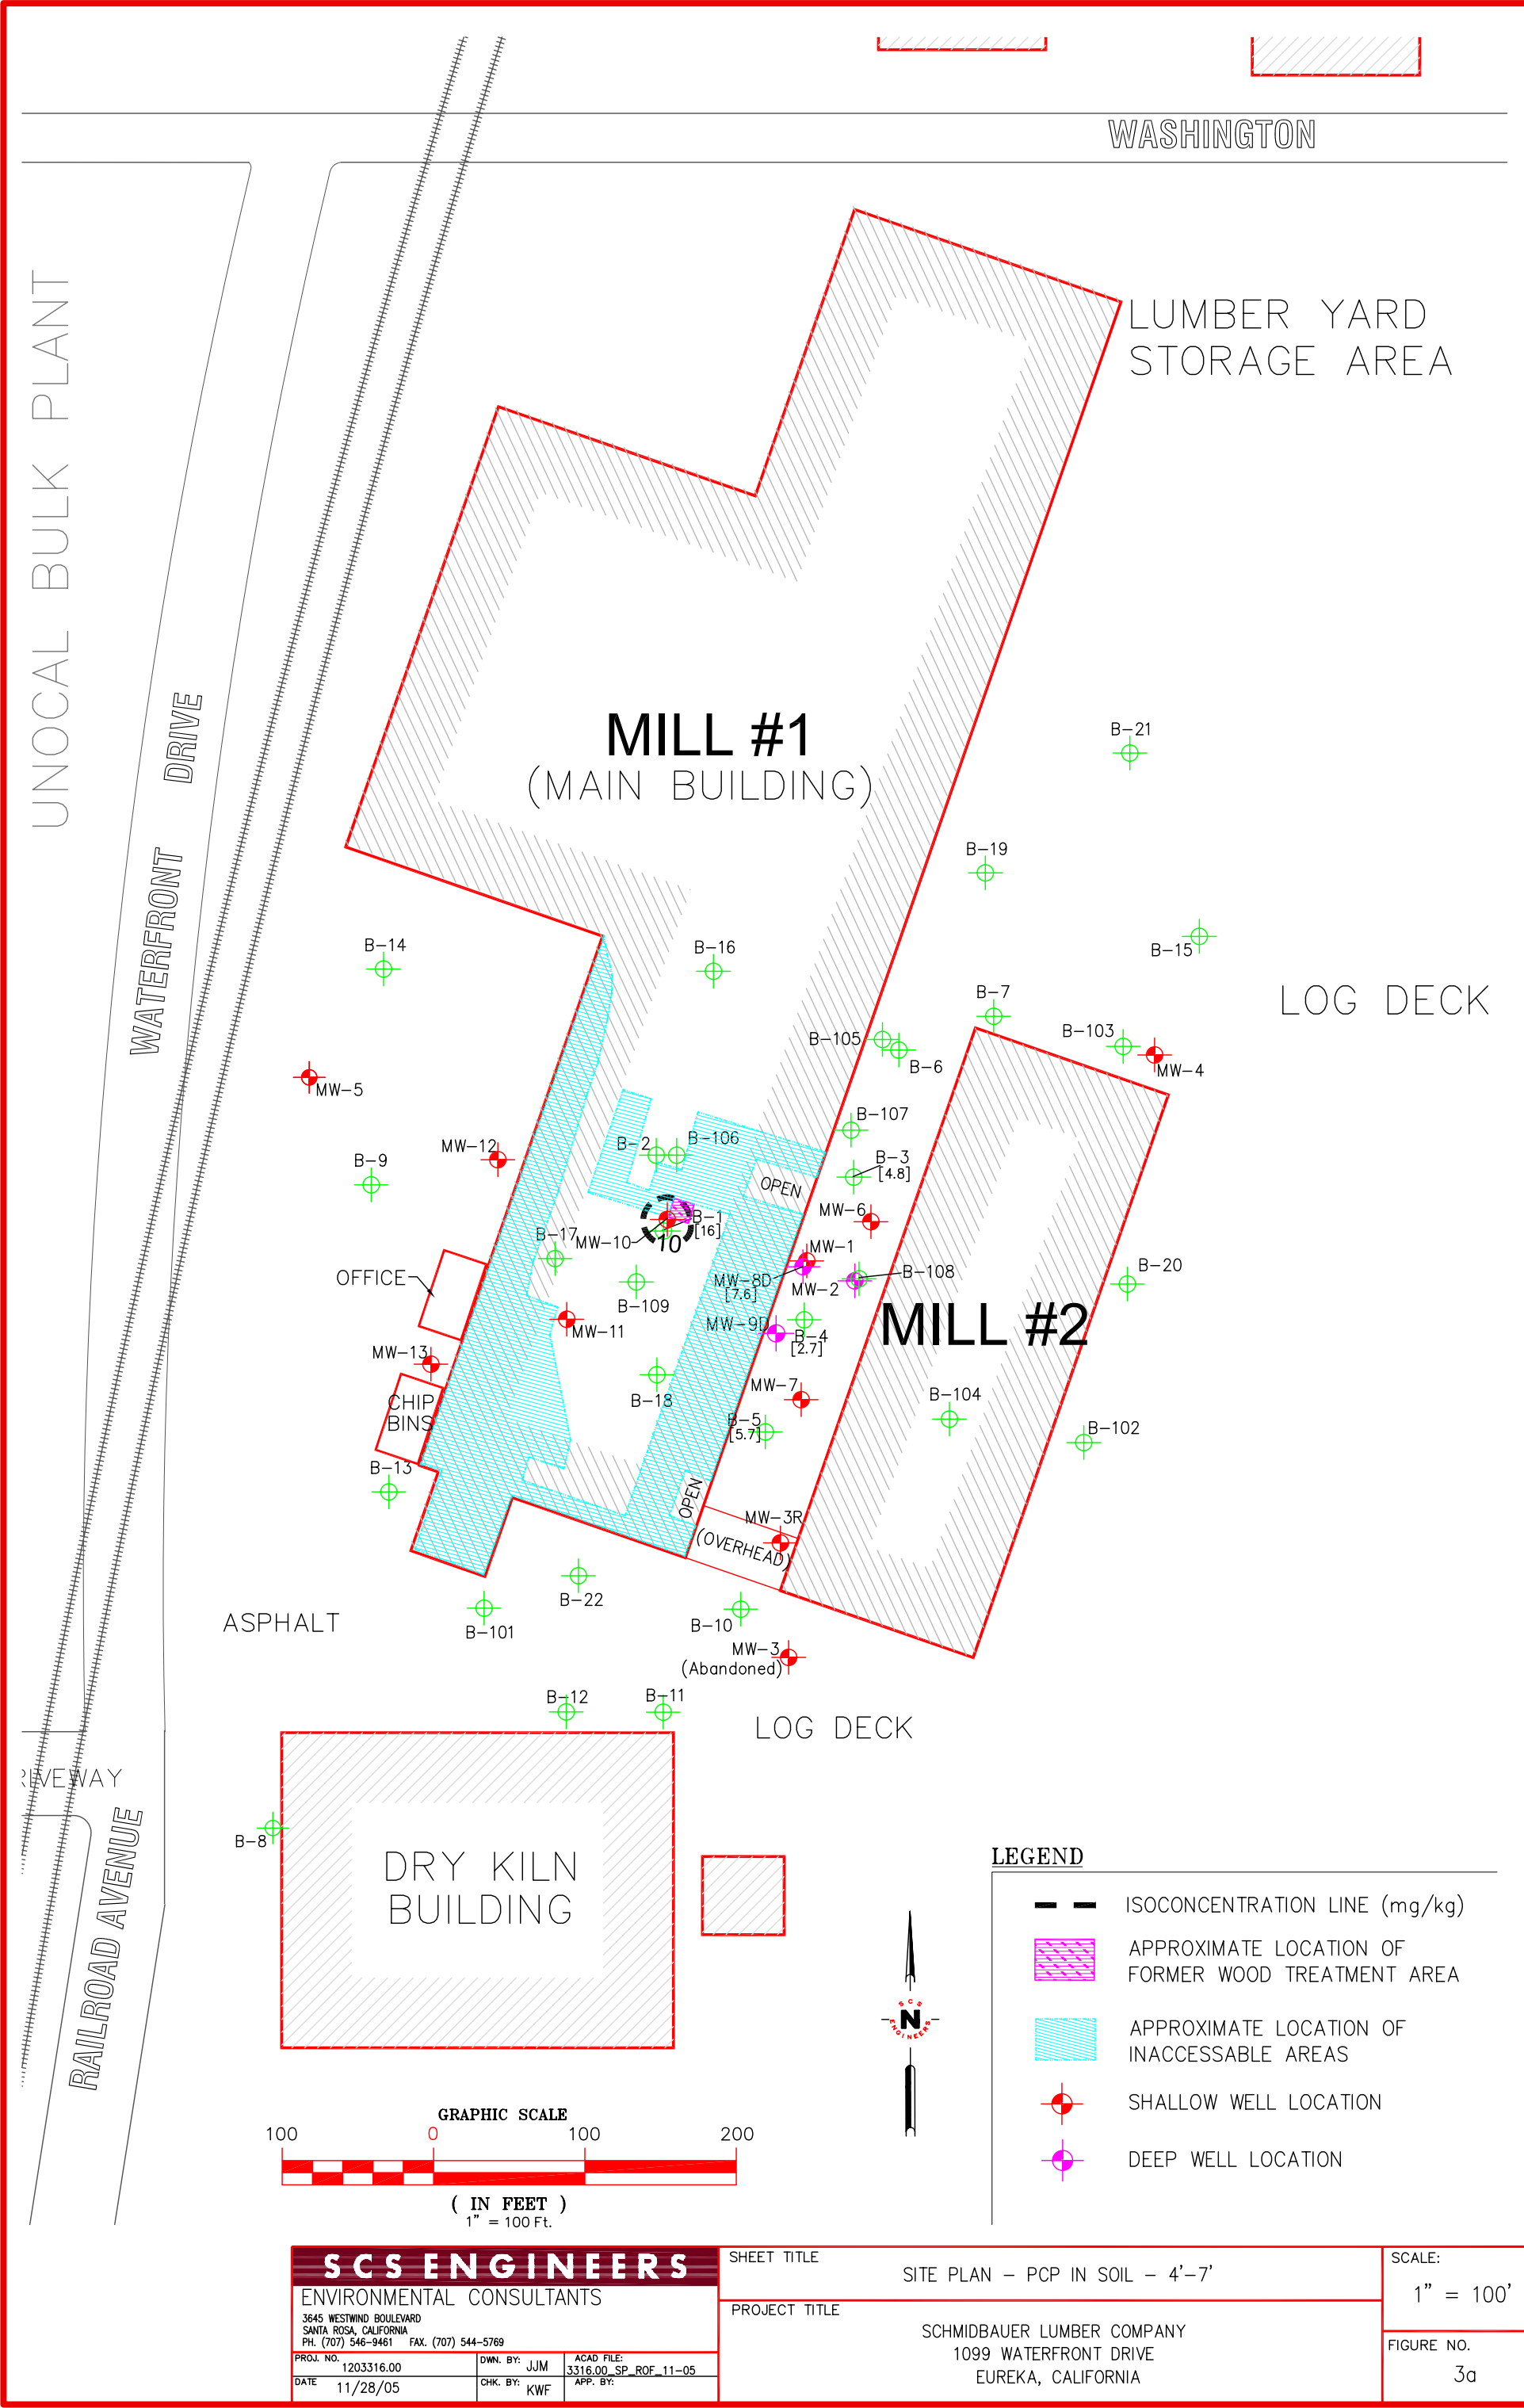 WASHINGTON
UNOCAL BULK PLANT
LUMBER YARD
STORAGE AREA
WATERFRONT DRIVE
MILL #1
(MAIN BUILDING)
B-21
B-19
B-14
B-16
B-15
B-7
LOG DECK
B-105
B-103
B-6
MW-4
MW-5
B-107
MW-12
B-2
B-106
B-9
B-3
[4.8]
OPEN
MW-6
B-1
[16]
B-17
MW-10
10
MW-1
OFFICE
MW-8D
[7.6]
MW-2
B-108
B-20
B-109
MW-11
MW-9D
B-4
[2.7]
MILL #2
MW-13
MW-7
CHIP
BINS
B-18
B-104
B-5
[5.7]
B-102
B-13
OPEN
MW-3R
(OVERHEAD)
B-22
ASPHALT
B-101
B-10
MW-3
(Abandoned)
B-12
B-11
LOG DECK
RIVEWAY
B-8
RAILROAD AVENUE
DRY KILN
BUILDING
LEGEND
ISOCONCENTRATION LINE (mg/kg)
APPROXIMATE LOCATION OF
FORMER WOOD TREATMENT AREA
APPROXIMATE LOCATION OF
INACCESSABLE AREAS
SHALLOW WELL LOCATION
DEEP WELL LOCATION
SCS
N
ENGINEERS
GRAPHIC SCALE
100 0 100 200
( IN FEET )
1" = 100 Ft.
SCS ENGINEERS
ENVIRONMENTAL CONSULTANTS
3645 WESTWIND BOULEVARD
SANTA ROSA, CALIFORNIA
PH. (707) 546-9461 FAX. (707) 544-5769
PROJ. NO. 1203316.00
DWN. BY: JJM
ACAD FILE: 3316.00_SP_ROF_11-05
DATE 11/28/05
CHK. BY: KWF
APP. BY:
SHEET TITLE
SITE PLAN - PCP IN SOIL - 4'-7'
PROJECT TITLE
SCHMIDBAUER LUMBER COMPANY
1099 WATERFRONT DRIVE
EUREKA, CALIFORNIA
SCALE:
1" = 100'
FIGURE NO.
3a